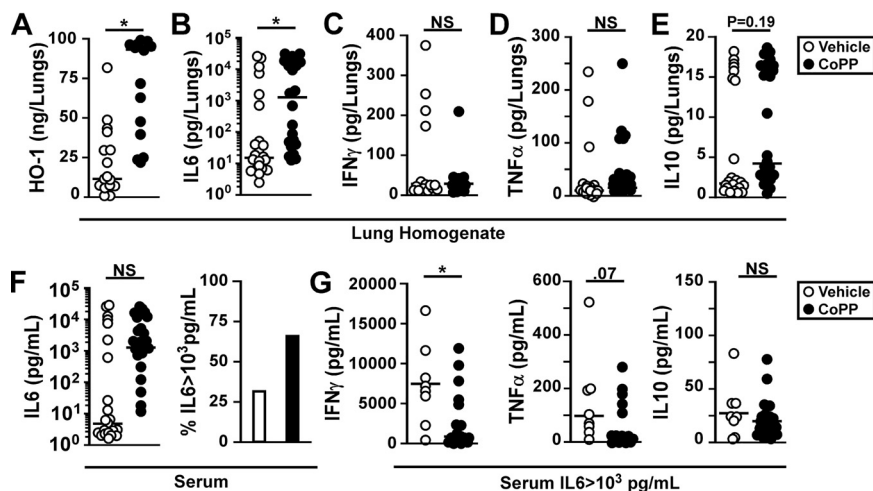 A
HO-1 (ng/Lungs)
100
75
50
25
0
*
B
IL6 (pg/Lungs)
10⁵
10⁴
10³
10²
10¹
10⁰
*
C
IFNγ (pg/Lungs)
400
300
200
100
0
NS
D
TNFα (pg/Lungs)
300
200
100
0
NS
E
IL10 (pg/Lungs)
20
15
10
5
0
P=0.19
Vehicle
CoPP
Lung Homogenate
F
IL6 (pg/mL)
10⁵
10⁴
10³
10²
10¹
10⁰
NS
% IL6>10³pg/mL
100
75
50
25
0
Serum
G
IFNγ (pg/mL)
20000
15000
10000
5000
0
*
TNFα (pg/mL)
600
400
200
0
.07
IL10 (pg/mL)
150
100
50
25
0
NS
Vehicle
CoPP
Serum IL6>10³ pg/mL